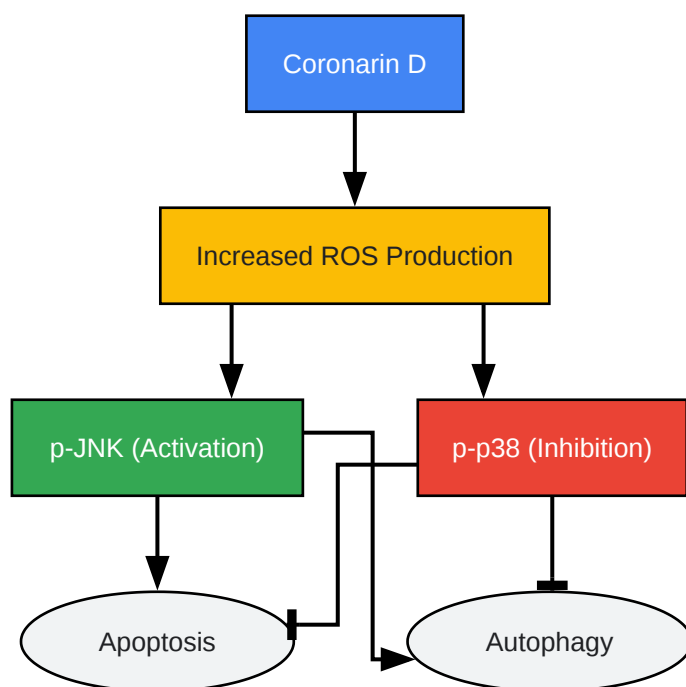 Coronarin D
Increased ROS Production
p-JNK (Activation)
p-p38 (Inhibition)
Apoptosis
Autophagy